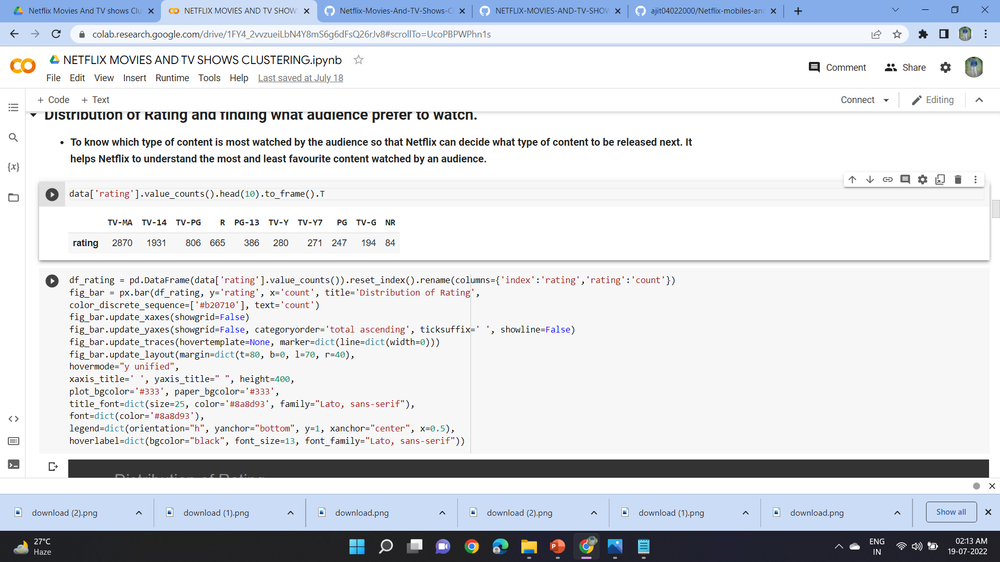 Netflix Movies And TV shows Clu
NETFLIX MOVIES AND TV SHOW
Netflix-Movies-And-TV-Shows-C
NETFLIX-MOVIES-AND-TV-SHOW
ajit04022000/Netflix-mobiles-and
colab.research.google.com/drive/1FY4_2vvzueiLbN4Y8mS6g6dFsQ26rJv8#scrollTo=UcoPBPWPhn1s
NETFLIX MOVIES AND TV SHOWS CLUSTERING.ipynb
Comment
Share
File Edit View Insert Runtime Tools Help Last saved at July 18
+ Code + Text
Connect
Editing
Distribution of Rating and finding what audience prefer to watch.
• To know which type of content is most watched by the audience so that Netflix can decide what type of content to be released next. It
helps Netflix to understand the most and least favourite content watched by an audience.
{x}
data['rating'].value_counts().head(10).to_frame().T
TV-MA TV-14 TV-PG R PG-13 TV-Y TV-Y7 PG TV-G NR
rating 2870 1931 806 665 386 280 271 247 194 84
df_rating = pd.DataFrame(data['rating'].value_counts()).reset_index().rename(columns={'index':'rating','rating':'count'})
fig_bar = px.bar(df_rating, y='rating', x='count', title='Distribution of Rating',
color_discrete_sequence=['#b20710'], text='count')
fig_bar.update_xaxes(showgrid=False)
fig_bar.update_yaxes(showgrid=False, categoryorder='total ascending', ticksuffix=' ', showline=False)
fig_bar.update_traces(hovertemplate=None, marker=dict(line=dict(width=0)))
fig_bar.update_layout(margin=dict(t=80, b=0, l=70, r=40),
hovermode="y unified",
xaxis_title=' ', yaxis_title=" ", height=400,
plot_bgcolor='#333', paper_bgcolor='#333',
title_font=dict(size=25, color='#8a8d93', family="Lato, sans-serif"),
font=dict(color='#8a8d93'),
legend=dict(orientation="h", yanchor="bottom", y=1, xanchor="center", x=0.5),
hoverlabel=dict(bgcolor="black", font_size=13, font_family="Lato, sans-serif"))
Distribution of Rating
download (2).png
download (1).png
download.png
download (2).png
download (1).png
download.png
Show all
27°C
Haze
ENG
IN
02:13 AM
19-07-2022